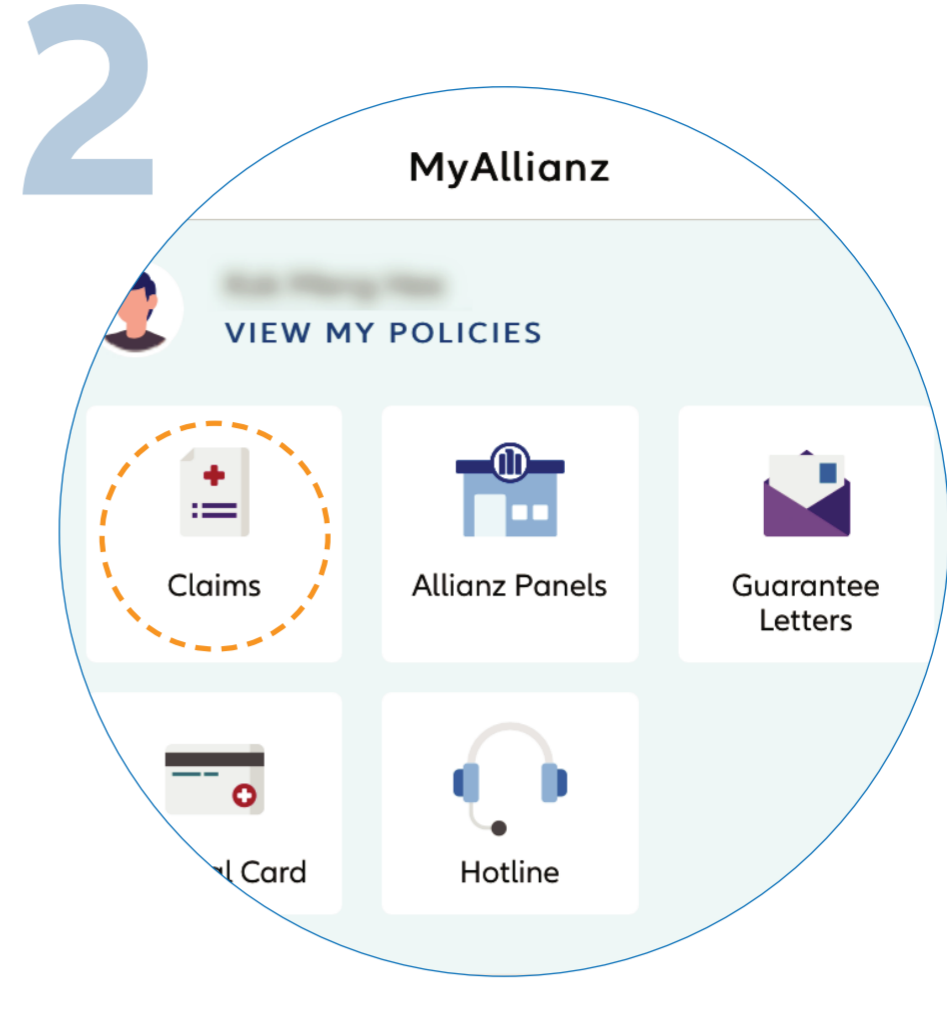 2
MyAllianz
VIEW MY POLICIES
Claims
Allianz Panels
Guarantee
Letters
Card
Hotline